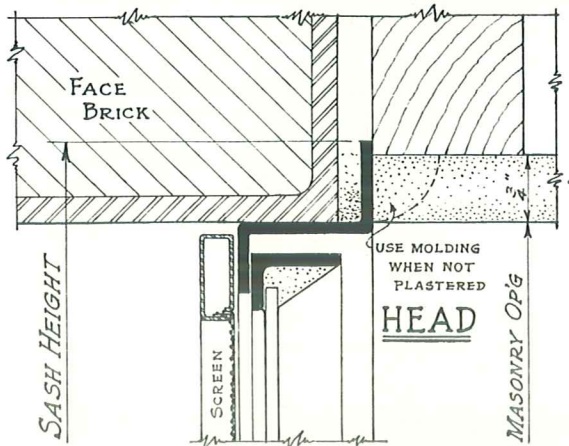 FACE
BRICK
SASH HEIGHT
SCREEN
USE MOLDING
WHEN NOT
PLASTERED
HEAD
MASONRY OP'G